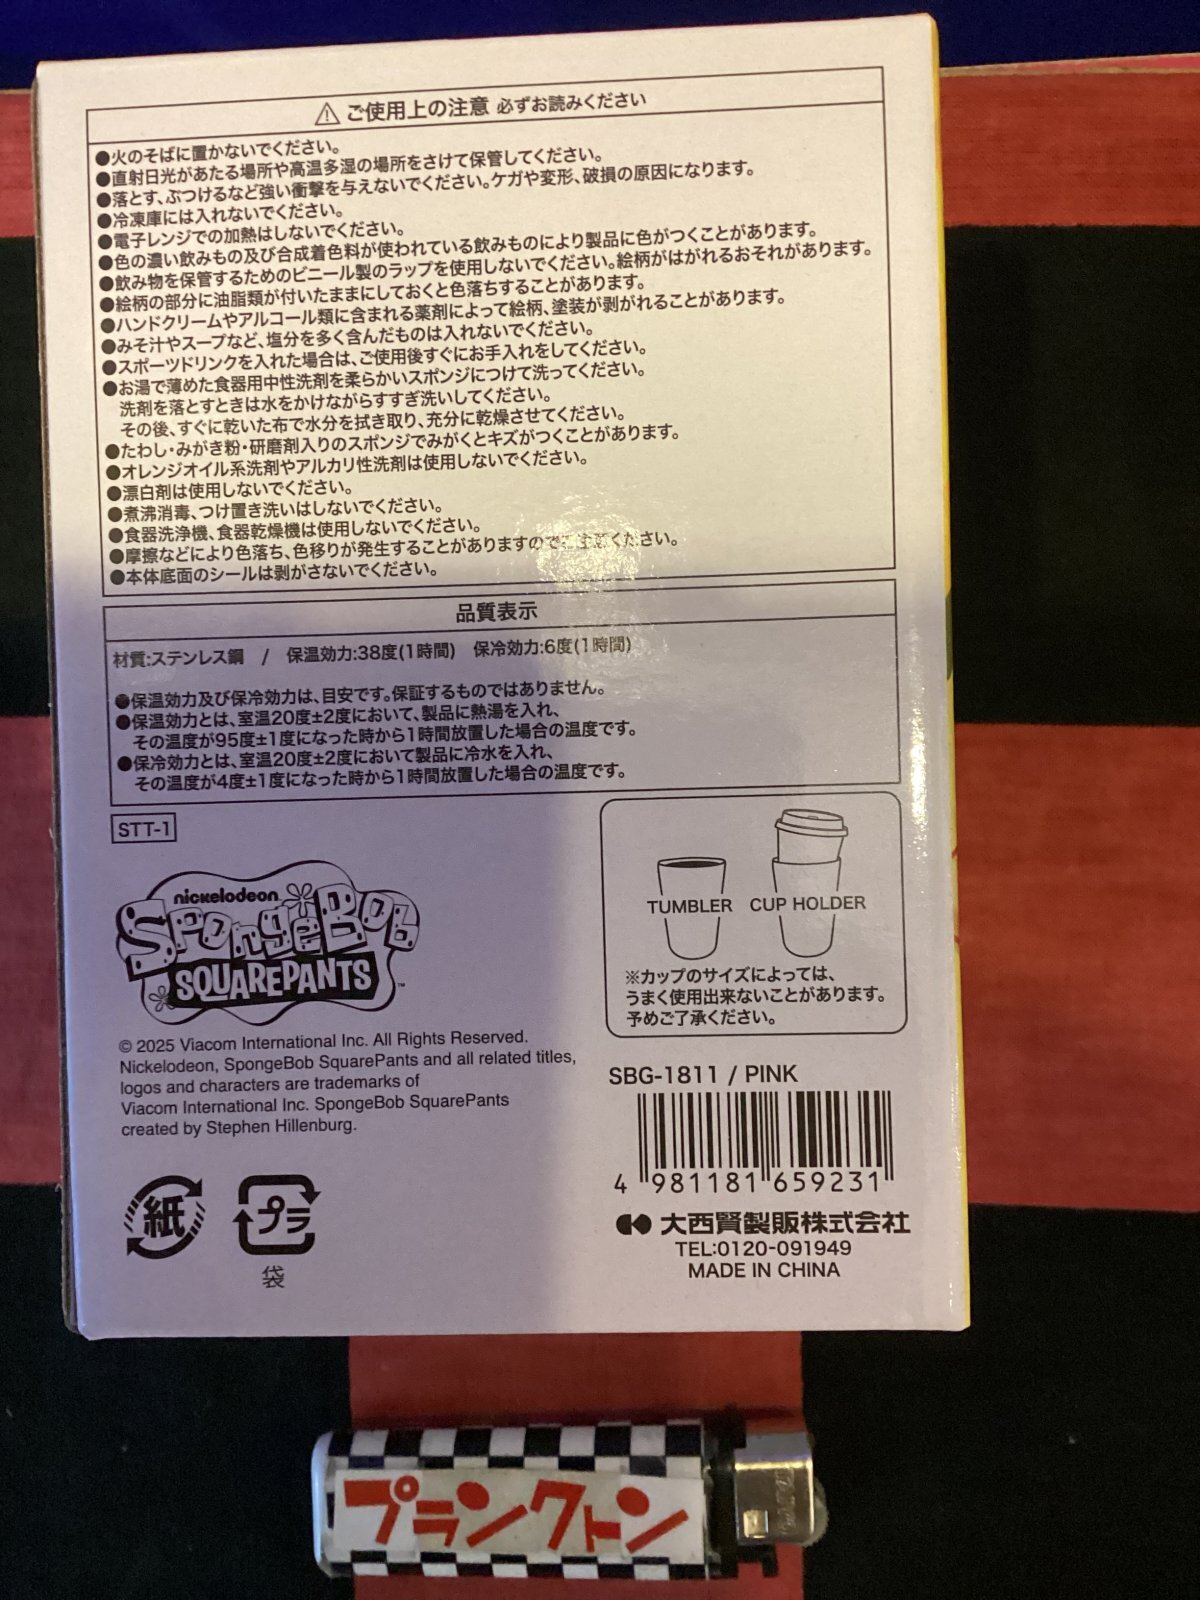 ⚠ ご使用上の注意 必ずお読みください
●火のそばに置かないでください。
●直射日光があたる場所や高温多湿の場所をさけて保管してください。
●落とす、ぶつけるなど強い衝撃を与えないでください。ケガや変形、破損の原因になります。
●冷凍庫には入れないでください。
●電子レンジでの加熱はしないでください。
●色の濃い飲みもの及び合成着色料が使われている飲みものにより製品に色がつくことがあります。
●飲み物を保管するためのビニール製のラップを使用しないでください。絵柄がはがれるおそれがあります。
●絵柄の部分に油脂類が付いたままにしておくと色落ちすることがあります。
●ハンドクリームやアルコール類に含まれる薬剤によって絵柄、塗装が剥がれることがあります。
●みそ汁やスープなど、塩分を多く含んだものは入れないでください。
●スポーツドリンクを入れた場合は、ご使用後すぐにお手入れをしてください。
●お湯で薄めた食器用中性洗剤を柔らかいスポンジにつけて洗ってください。
洗剤を落とすときは水をかけながらすすぎ洗いしてください。
その後、すぐに乾いた布で水分を拭き取り、充分に乾燥させてください。
●たわし・みがき粉・研磨剤入りのスポンジでみがくとキズがつくことがあります。
●オレンジオイル系洗剤やアルカリ性洗剤は使用しないでください。
●漂白剤は使用しないでください。
●煮沸消毒、つけ置き洗いはしないでください。
●食器洗浄機、食器乾燥機は使用しないでください。
●摩擦などにより色落ち、色移りが発生することがありますのでご注意ください。
●本体底面のシールは剥がさないでください。
品質表示
材質:ステンレス鋼 / 保温効力:38度(1時間) 保冷効力:6度(1時間)
●保温効力及び保冷効力は、目安です。保証するものではありません。
●保温効力とは、室温20度±2度において、製品に熱湯を入れ、
その温度が95度±1度になった時から1時間放置した場合の温度です。
●保冷効力とは、室温20度±2度において製品に冷水を入れ、
その温度が4度±1度になった時から1時間放置した場合の温度です。
STT-1
nickelodeon
SpongeBob
SQUAREPANTS
™
© 2025 Viacom International Inc. All Rights Reserved.
Nickelodeon, SpongeBob SquarePants and all related titles,
logos and characters are trademarks of
Viacom International Inc. SpongeBob SquarePants
created by Stephen Hillenburg.
紙
プラ
袋
TUMBLER CUP HOLDER
※カップのサイズによっては、
うまく使用出来ないことがあります。
予めご了承ください。
SBG-1811 / PINK
4 981181 659231
大西賢製販株式会社
TEL:0120-091949
MADE IN CHINA
プランクトン